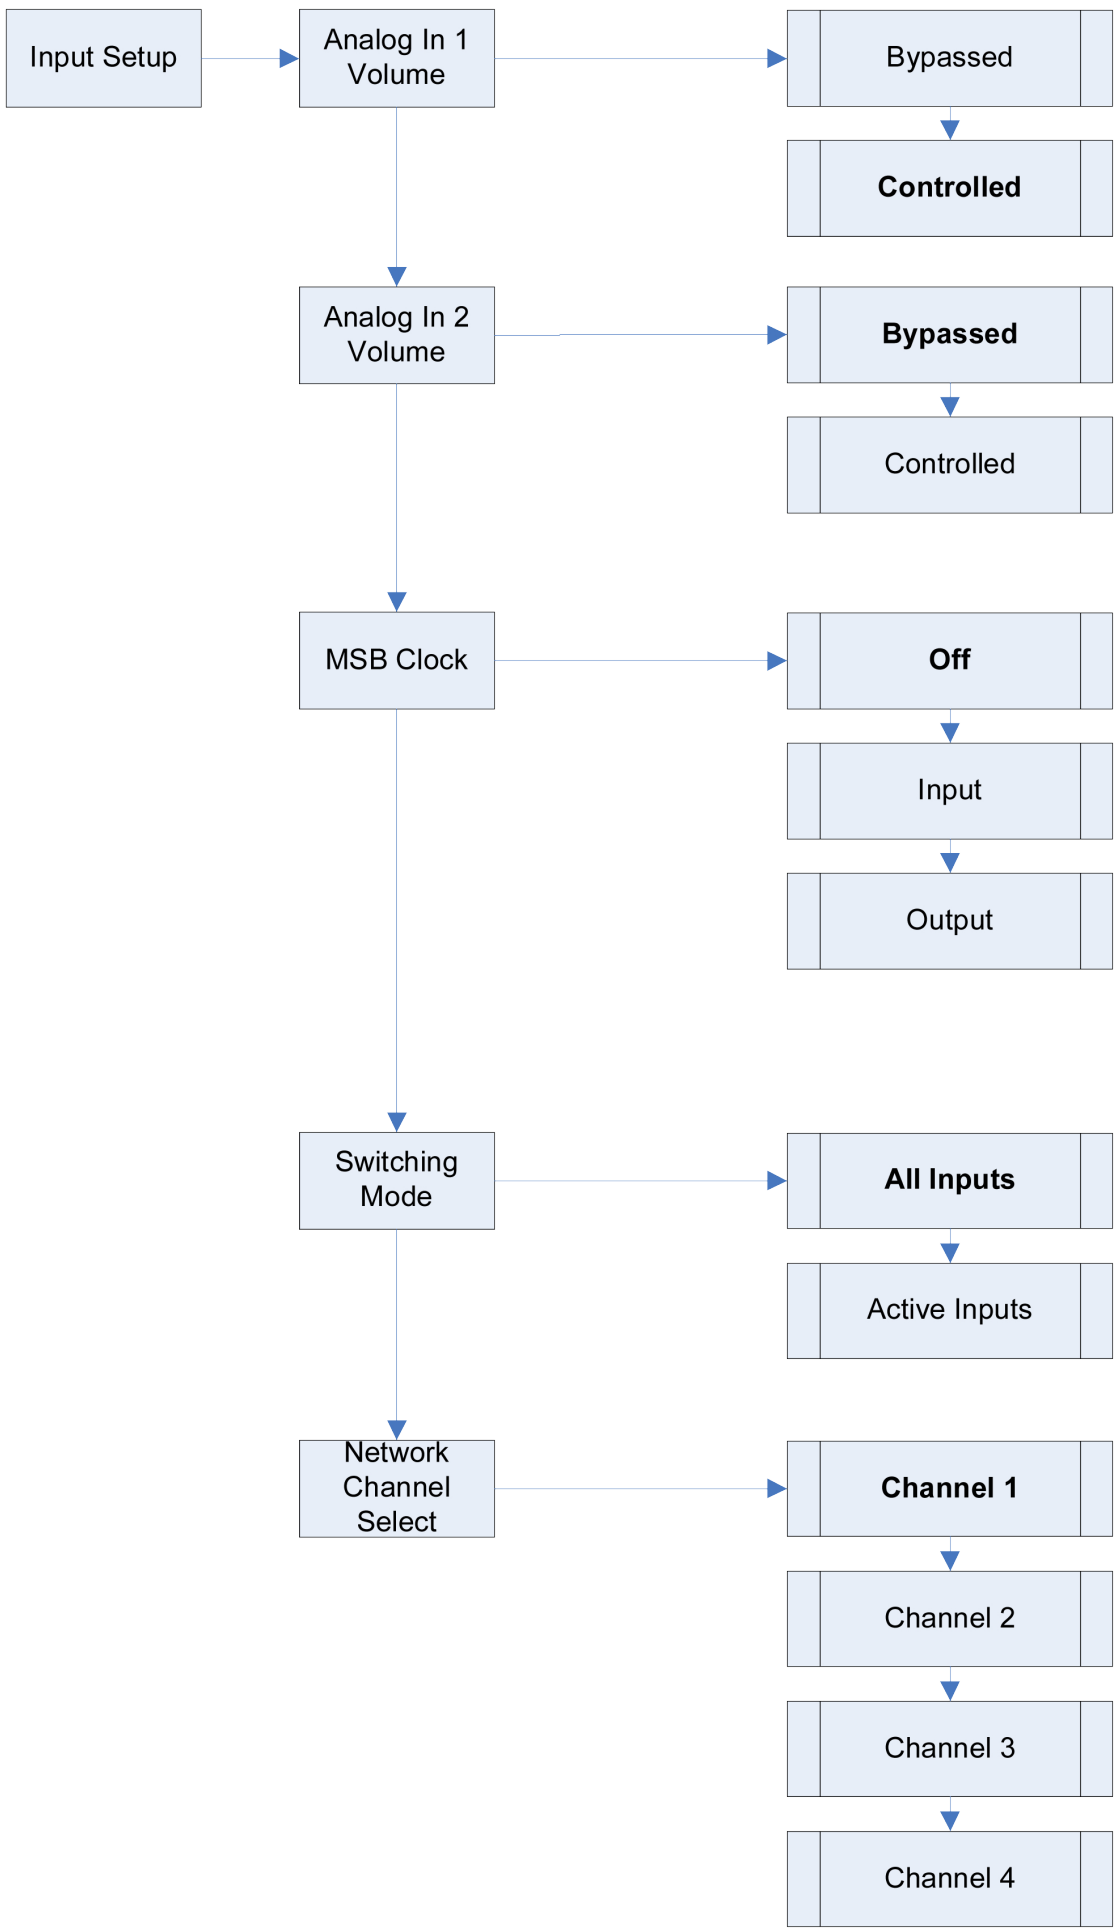 Input Setup
Analog In 1
Volume
Bypassed
Controlled
Analog In 2
Volume
Bypassed
Controlled
MSB Clock
Off
Input
Output
Switching
Mode
All Inputs
Active Inputs
Network
Channel
Select
Channel 1
Channel 2
Channel 3
Channel 4